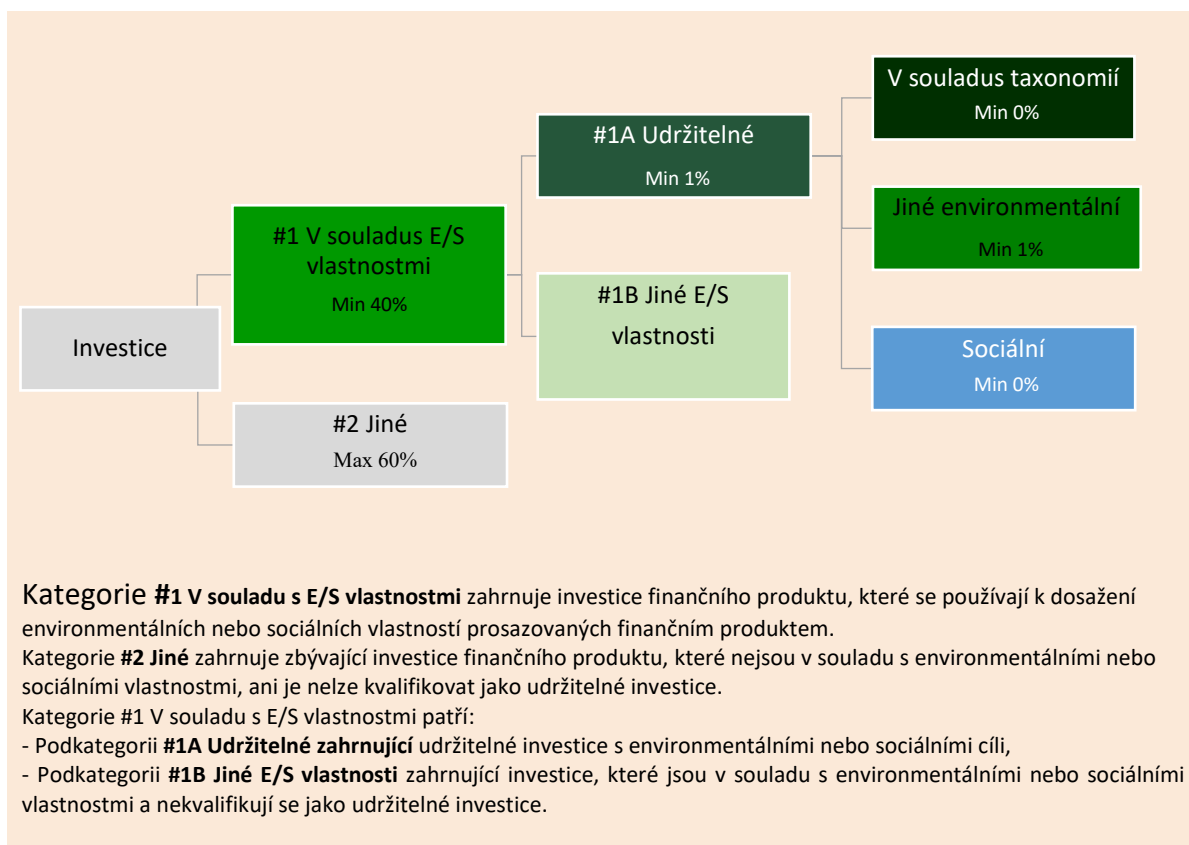 V souladus taxonomií
Min 0%
#1A Udržitelné
Min 1%
Jiné environmentální
Min 1%
#1 V souladus E/S
vlastnostmi
Min 40%
#1B Jiné E/S
vlastnosti
Investice
Sociální
Min 0%
#2 Jiné
Max 60%
Kategorie #1 V souladu s E/S vlastnostmi zahrnuje investice finančního produktu, které se používají k dosažení
environmentálních nebo sociálních vlastností prosazovaných finančním produktem.
Kategorie #2 Jiné zahrnuje zbývající investice finančního produktu, které nejsou v souladu s environmentálními nebo
sociálními vlastnostmi, ani je nelze kvalifikovat jako udržitelné investice.
Kategorie #1 V souladu s E/S vlastnostmi patří:
- Podkategorii #1A Udržitelné zahrnující udržitelné investice s environmentálními nebo sociálními cíli,
- Podkategorii #1B Jiné E/S vlastnosti zahrnující investice, které jsou v souladu s environmentálními nebo sociálními
vlastnostmi a nekvalifikují se jako udržitelné investice.